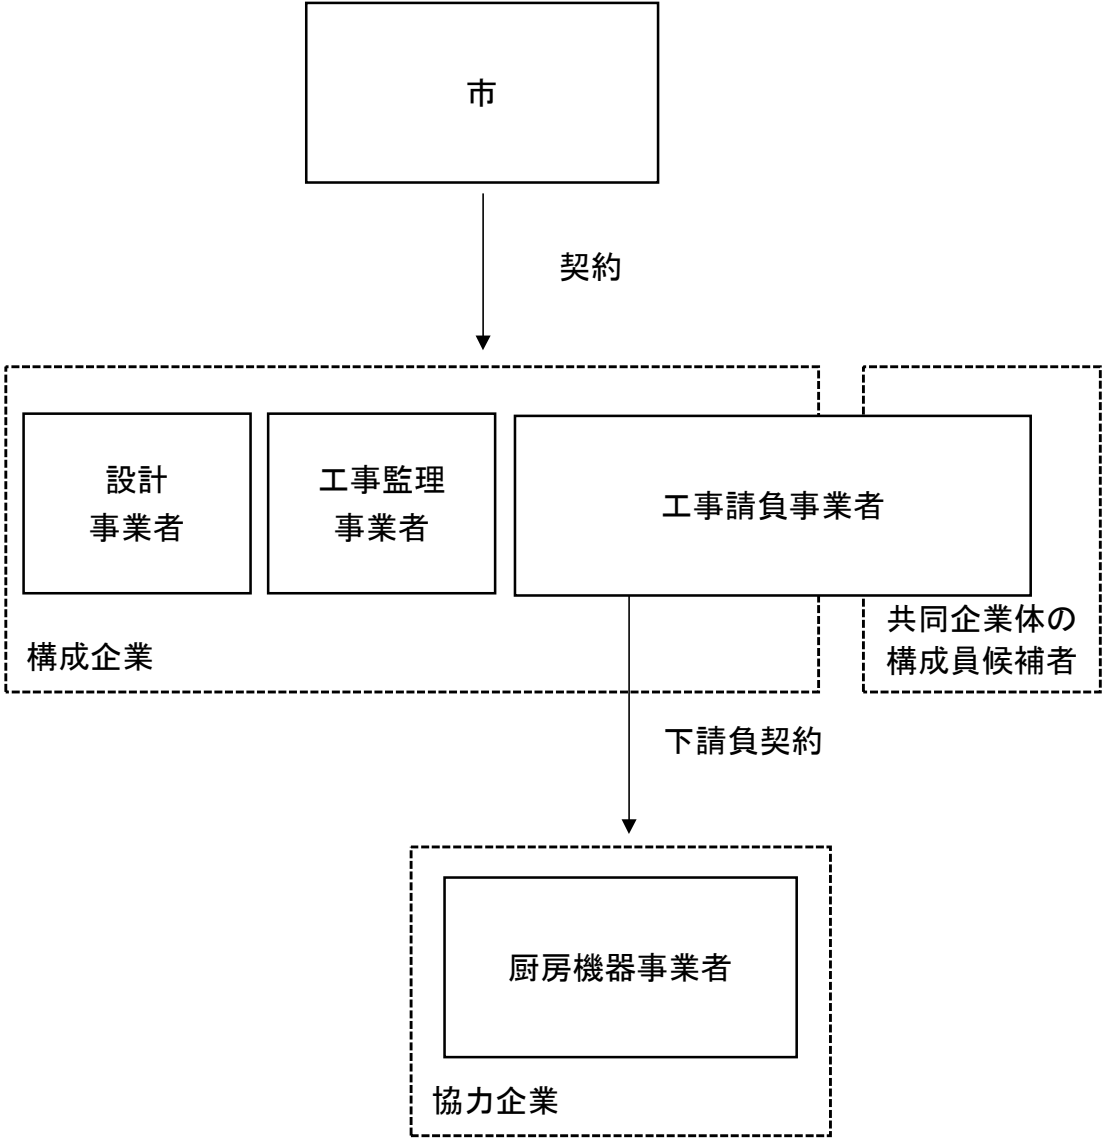 市
契約
設計
事業者
工事監理
事業者
工事請負事業者
構成企業
共同企業体の
構成員候補者
下請負契約
厨房機器事業者
協力企業